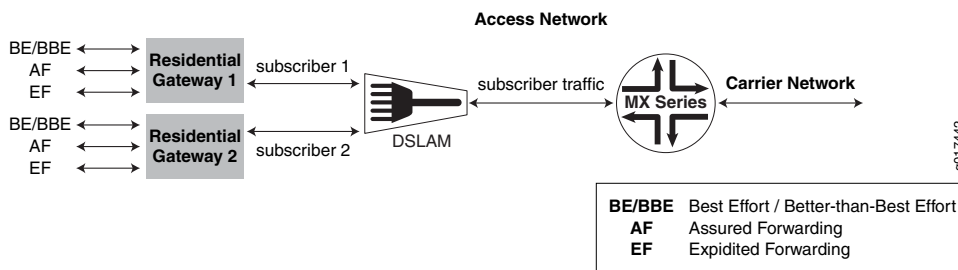 Access Network
BE/BBE
AF
EF
Residential
Gateway 1
subscriber 1
BE/BBE
AF
EF
Residential
Gateway 2
subscriber 2
DSLAM
subscriber traffic
MX Series
Carrier Network
g017442
BE/BBE Best Effort / Better-than-Best Effort
AF Assured Forwarding
EF Expidited Forwarding